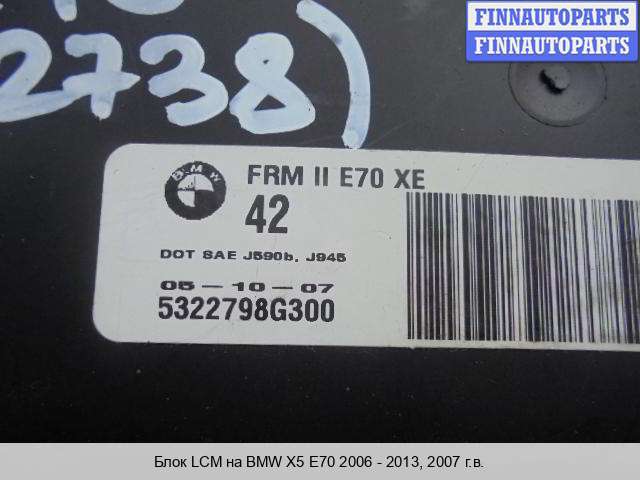 FINNAUTOPARTS
FINNAUTOPARTS
2738)
BMW
FRM II E70 XE
42
DOT SAE J590b, J945
05-10-07
5322798G300
Блок LCM на BMW X5 E70 2006 - 2013, 2007 г.в.